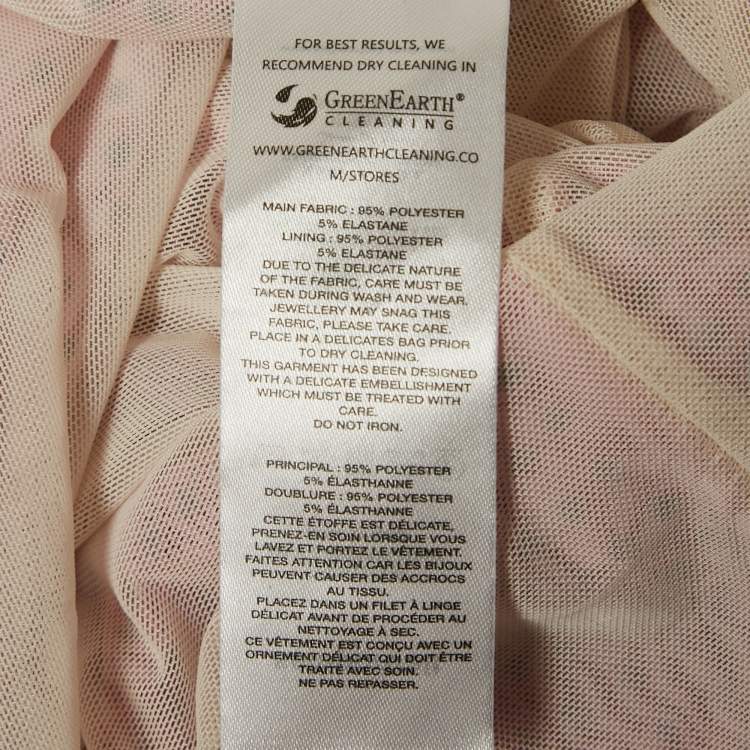 FOR BEST RESULTS, WE
RECOMMEND DRY CLEANING IN
GREENEARTH®
CLEANING
WWW.GREENEARTHCLEANING.CO
M/STORES
MAIN FABRIC : 95% POLYESTER
5% ELASTANE
LINING : 95% POLYESTER
5% ELASTANE
DUE TO THE DELICATE NATURE
OF THE FABRIC, CARE MUST BE
TAKEN DURING WASH AND WEAR.
JEWELLERY MAY SNAG THIS
FABRIC, PLEASE TAKE CARE.
PLACE IN A DELICATES BAG PRIOR
TO DRY CLEANING.
THIS GARMENT HAS BEEN DESIGNED
WITH A DELICATE EMBELLISHMENT
WHICH MUST BE TREATED WITH
CARE.
DO NOT IRON.
PRINCIPAL : 95% POLYESTER
5% ÉLASTHANNE
DOUBLURE : 95% POLYESTER
5% ÉLASTHANNE
CETTE ÉTOFFE EST DÉLICATE,
PRENEZ-EN SOIN LORSQUE VOUS
LAVEZ ET PORTEZ LE VÊTEMENT.
FAITES ATTENTION CAR LES BIJOUX
PEUVENT CAUSER DES ACCROCS
AU TISSU.
PLACEZ DANS UN FILET À LINGE
DÉLICAT AVANT DE PROCÉDER AU
NETTOYAGE À SEC.
CE VÊTEMENT EST CONÇU AVEC UN
ORNEMENT DÉLICAT QUI DOIT ÊTRE
TRAITÉ AVEC SOIN.
NE PAS REPASSER.